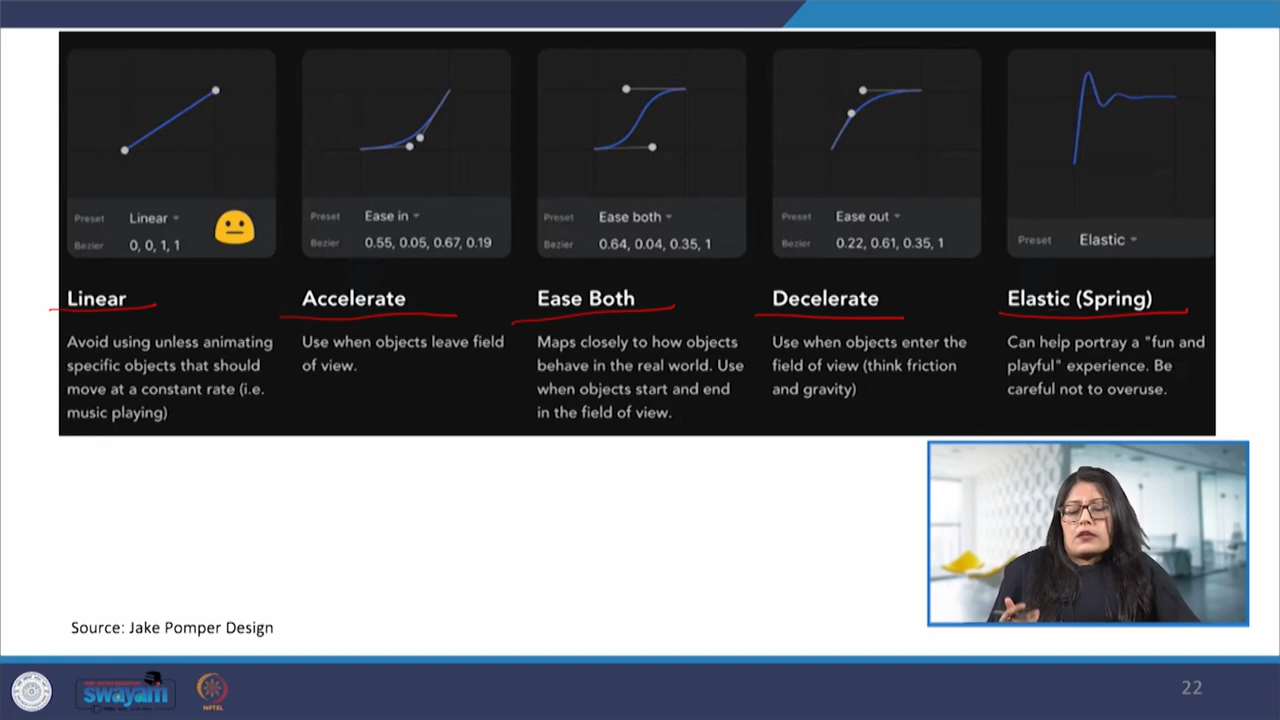 Preset Linear
Bezier 0, 0, 1, 1
Linear
Avoid using unless animating
specific objects that should
move at a constant rate (i.e.
music playing)
Preset Ease in
Bezier 0.55, 0.05, 0.67, 0.19
Accelerate
Use when objects leave field
of view.
Preset Ease both
Bezier 0.64, 0.04, 0.35, 1
Ease Both
Maps closely to how objects
behave in the real world. Use
when objects start and end
in the field of view.
Preset Ease out
Bezier 0.22, 0.61, 0.35, 1
Decelerate
Use when objects enter the
field of view (think friction
and gravity)
Preset Elastic
Elastic (Spring)
Can help portray a "fun and
playful" experience. Be
careful not to overuse.
Source: Jake Pomper Design
swayam
NPTEL
22